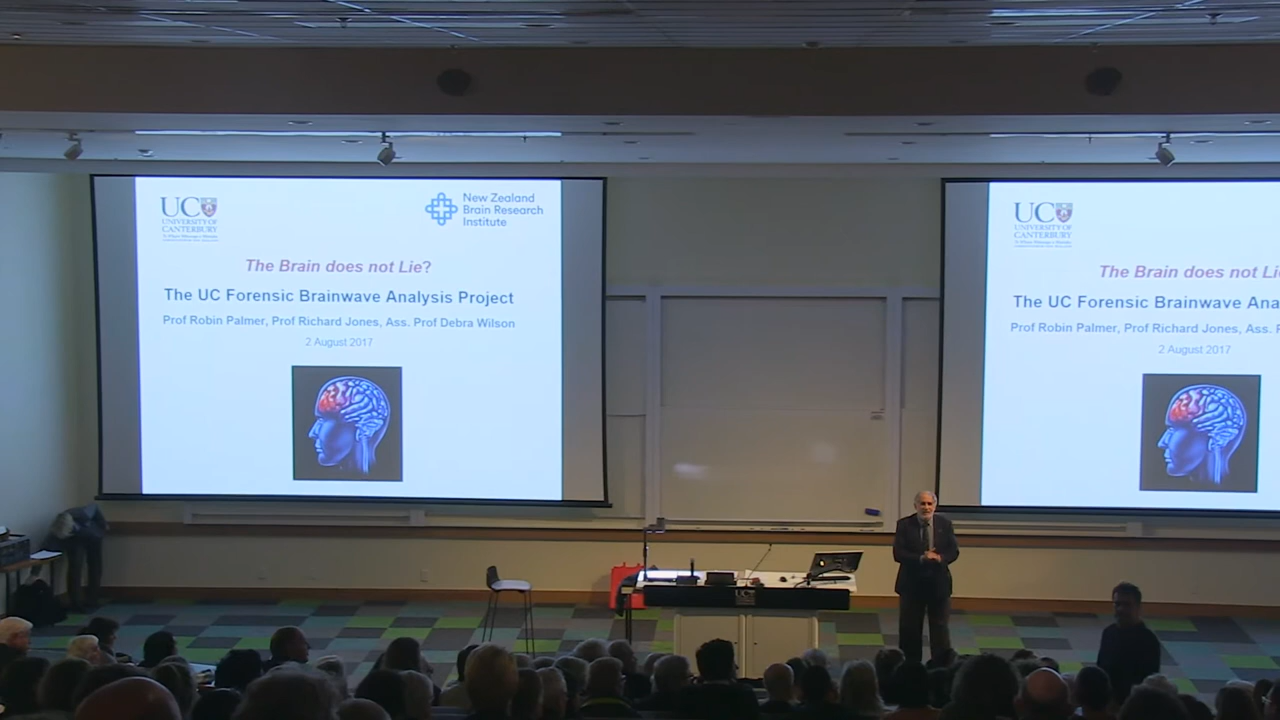 UC
UNIVERSITY OF
CANTERBURY
New Zealand
Brain Research
Institute
The Brain does not Lie?
The UC Forensic Brainwave Analysis Project
Prof Robin Palmer, Prof Richard Jones, Ass. Prof Debra Wilson
2 August 2017
UC
UNIVERSITY OF
CANTERBURY
The Brain does not Li
The UC Forensic Brainwave Ana
Prof Robin Palmer, Prof Richard Jones, Ass.
2 August 2017
UC